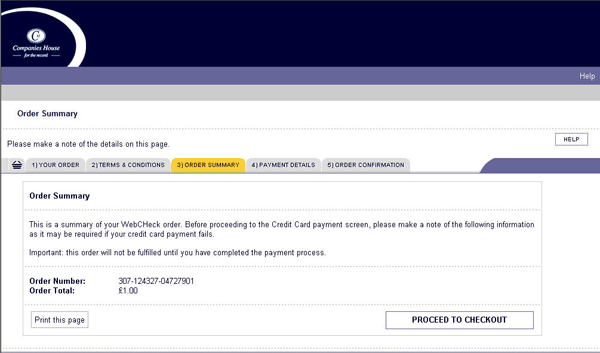 CH
Companies House
for the record
Help
Order Summary
Please make a note of the details on this page.
HELP
1) YOUR ORDER 2) TERMS & CONDITIONS 3) ORDER SUMMARY 4) PAYMENT DETAILS 5) ORDER CONFIRMATION
Order Summary
This is a summary of your WebCHeck order. Before proceeding to the Credit Card payment screen, please make a note of the following information
as it may be required if your credit card payment fails.
Important: this order will not be fulfilled until you have completed the payment process.
Order Number: 307-124327-04727901
Order Total: £1.00
Print this page PROCEED TO CHECKOUT